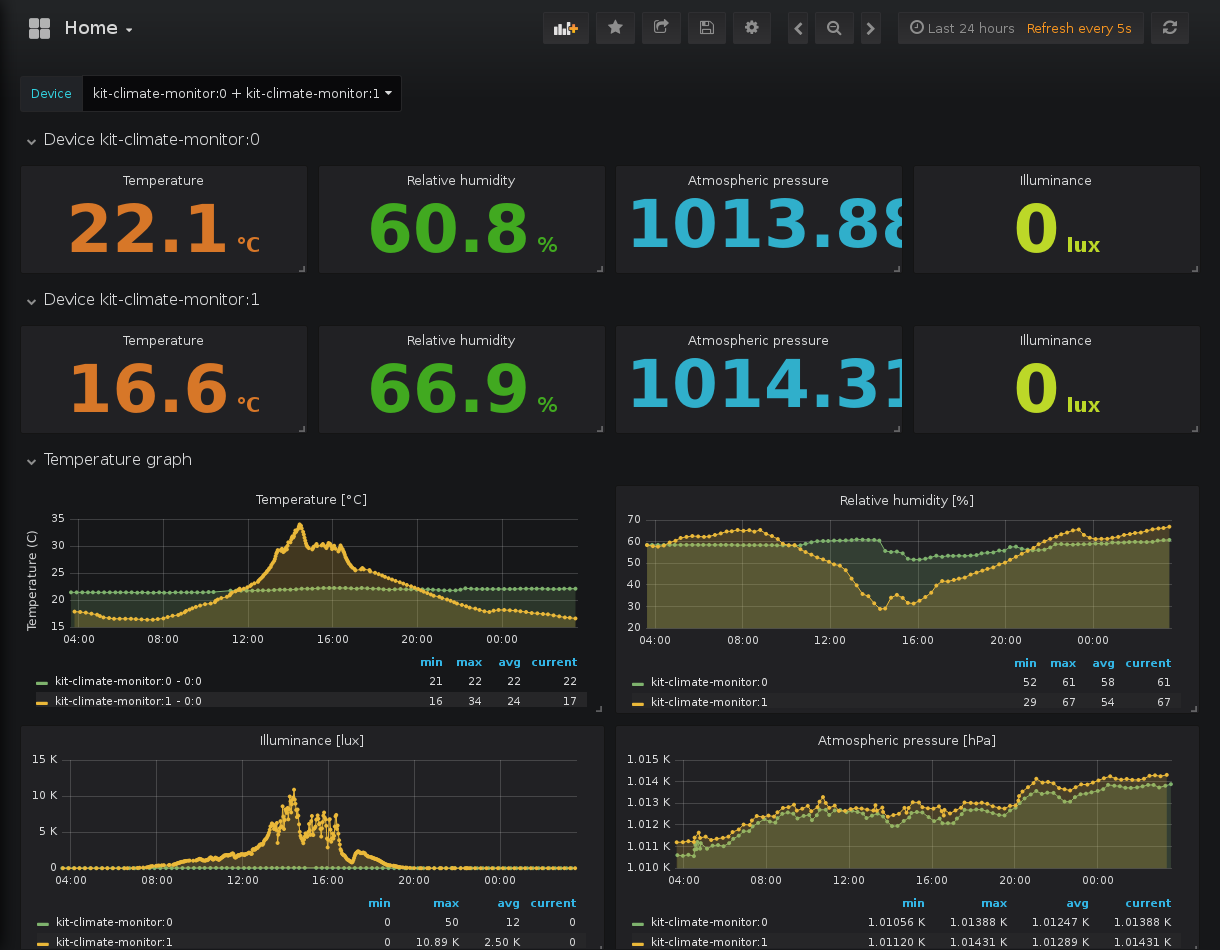 Home
Last 24 hours Refresh every 5s
Device kit-climate-monitor:0 + kit-climate-monitor:1
Device kit-climate-monitor:0
Temperature Relative humidity Atmospheric pressure Illuminance
22.1 °C 60.8 % 1013.88 0 lux
Device kit-climate-monitor:1
Temperature Relative humidity Atmospheric pressure Illuminance
16.6 °C 66.9 % 1014.31 0 lux
Temperature graph
Temperature [°C]
Temperature (C)
35
30
25
20
15
04:00 08:00 12:00 16:00 20:00 00:00
min max avg current
kit-climate-monitor:0 - 0:0 21 22 22 22
kit-climate-monitor:1 - 0:0 16 34 24 17
Relative humidity [%]
70
60
50
40
30
20
04:00 08:00 12:00 16:00 20:00 00:00
min max avg current
kit-climate-monitor:0 52 61 58 61
kit-climate-monitor:1 29 67 54 67
Illuminance [lux]
15 K
10 K
5 K
0
04:00 08:00 12:00 16:00 20:00 00:00
min max avg current
kit-climate-monitor:0 0 50 12 0
kit-climate-monitor:1 0 10.89 K 2.50 K 0
Atmospheric pressure [hPa]
1.015 K
1.014 K
1.013 K
1.012 K
1.011 K
1.010 K
04:00 08:00 12:00 16:00 20:00 00:00
min max avg current
kit-climate-monitor:0 1.01056 K 1.01388 K 1.01247 K 1.01388 K
kit-climate-monitor:1 1.01120 K 1.01431 K 1.01289 K 1.01431 K